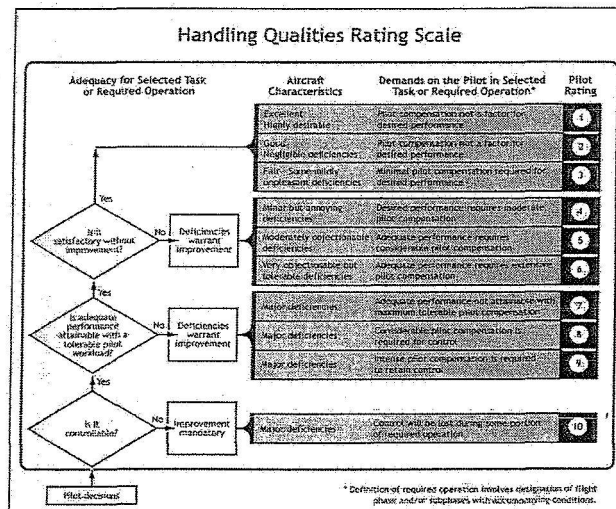 Handling Qualities Rating Scale
Adequacy for Selected Task
or Required Operation
Aircraft
Characteristics
Demands on the Pilot in Selected
Task or Required Operation*
Pilot
Rating
Excellent
Highly desirable
Pilot compensation not a factor for
desired performance
1
Good
Negligible deficiencies
Pilot compensation not a factor for
desired performance
2
Fair - Some mildly
unpleasant deficiencies
Minimal pilot compensation required for
desired performance
3
Yes
Is it
satisfactory without
improvement?
No
Deficiencies
warrant
improvement
Minor but annoying
deficiencies
Desired performance requires moderate
pilot compensation
4
Moderately objectionable
deficiencies
Adequate performance requires
considerable pilot compensation
5
Very objectionable but
tolerable deficiencies
Adequate performance requires extensive
pilot compensation
6
Yes
Is adequate
performance
attainable with a
tolerable pilot
workload?
No
Deficiencies
warrant
improvement
Major deficiencies
Adequate performance not attainable with
maximum tolerable pilot compensation
7
Major deficiencies
Considerable pilot compensation is
required for control
8
Major deficiencies
Intense pilot compensation is required
to retain control
9
Yes
Is it
controllable?
No
Improvement
mandatory
Major deficiencies
Control will be lost during some portion
of required operation
10
Pilot decisions
* Definition of required operation involves designation of flight
phase and/or subphases with accompanying conditions.